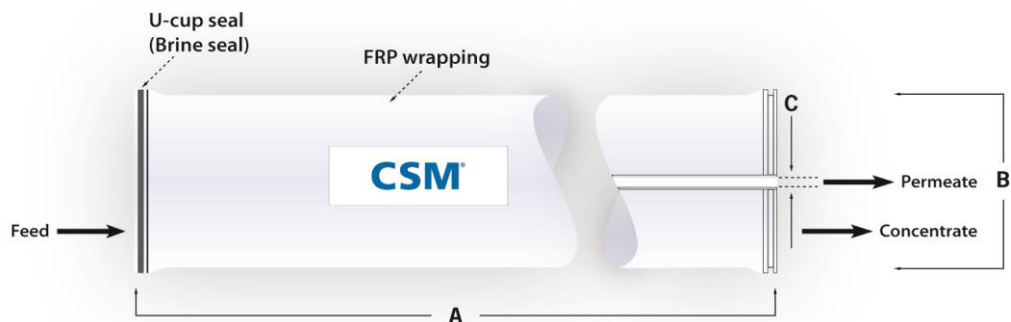 U-cup seal
(Brine seal)
FRP wrapping
C
CSM®
Permeate
B
Feed
Concentrate
A